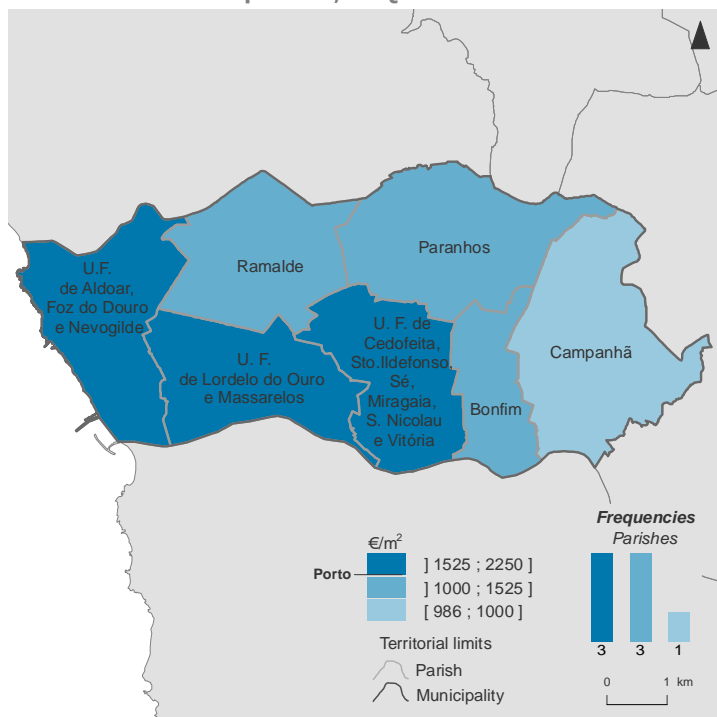 U.F.
de Aldoar,
Foz do Douro
e Nevogilde
Ramalde
Paranhos
U. F.
de Lordelo do Ouro
e Massarelos
U. F. de
Cedofeita,
Sto.Ildefonso,
Sé,
Miragaia,
S. Nicolau
e Vitória
Bonfim
Campanhã
€/m²
Porto
] 1525 ; 2250 ]
] 1000 ; 1525 ]
[ 986 ; 1000 ]
Territorial limits
Parish
Municipality
Frequencies
Parishes
3 3 1
0 1 km